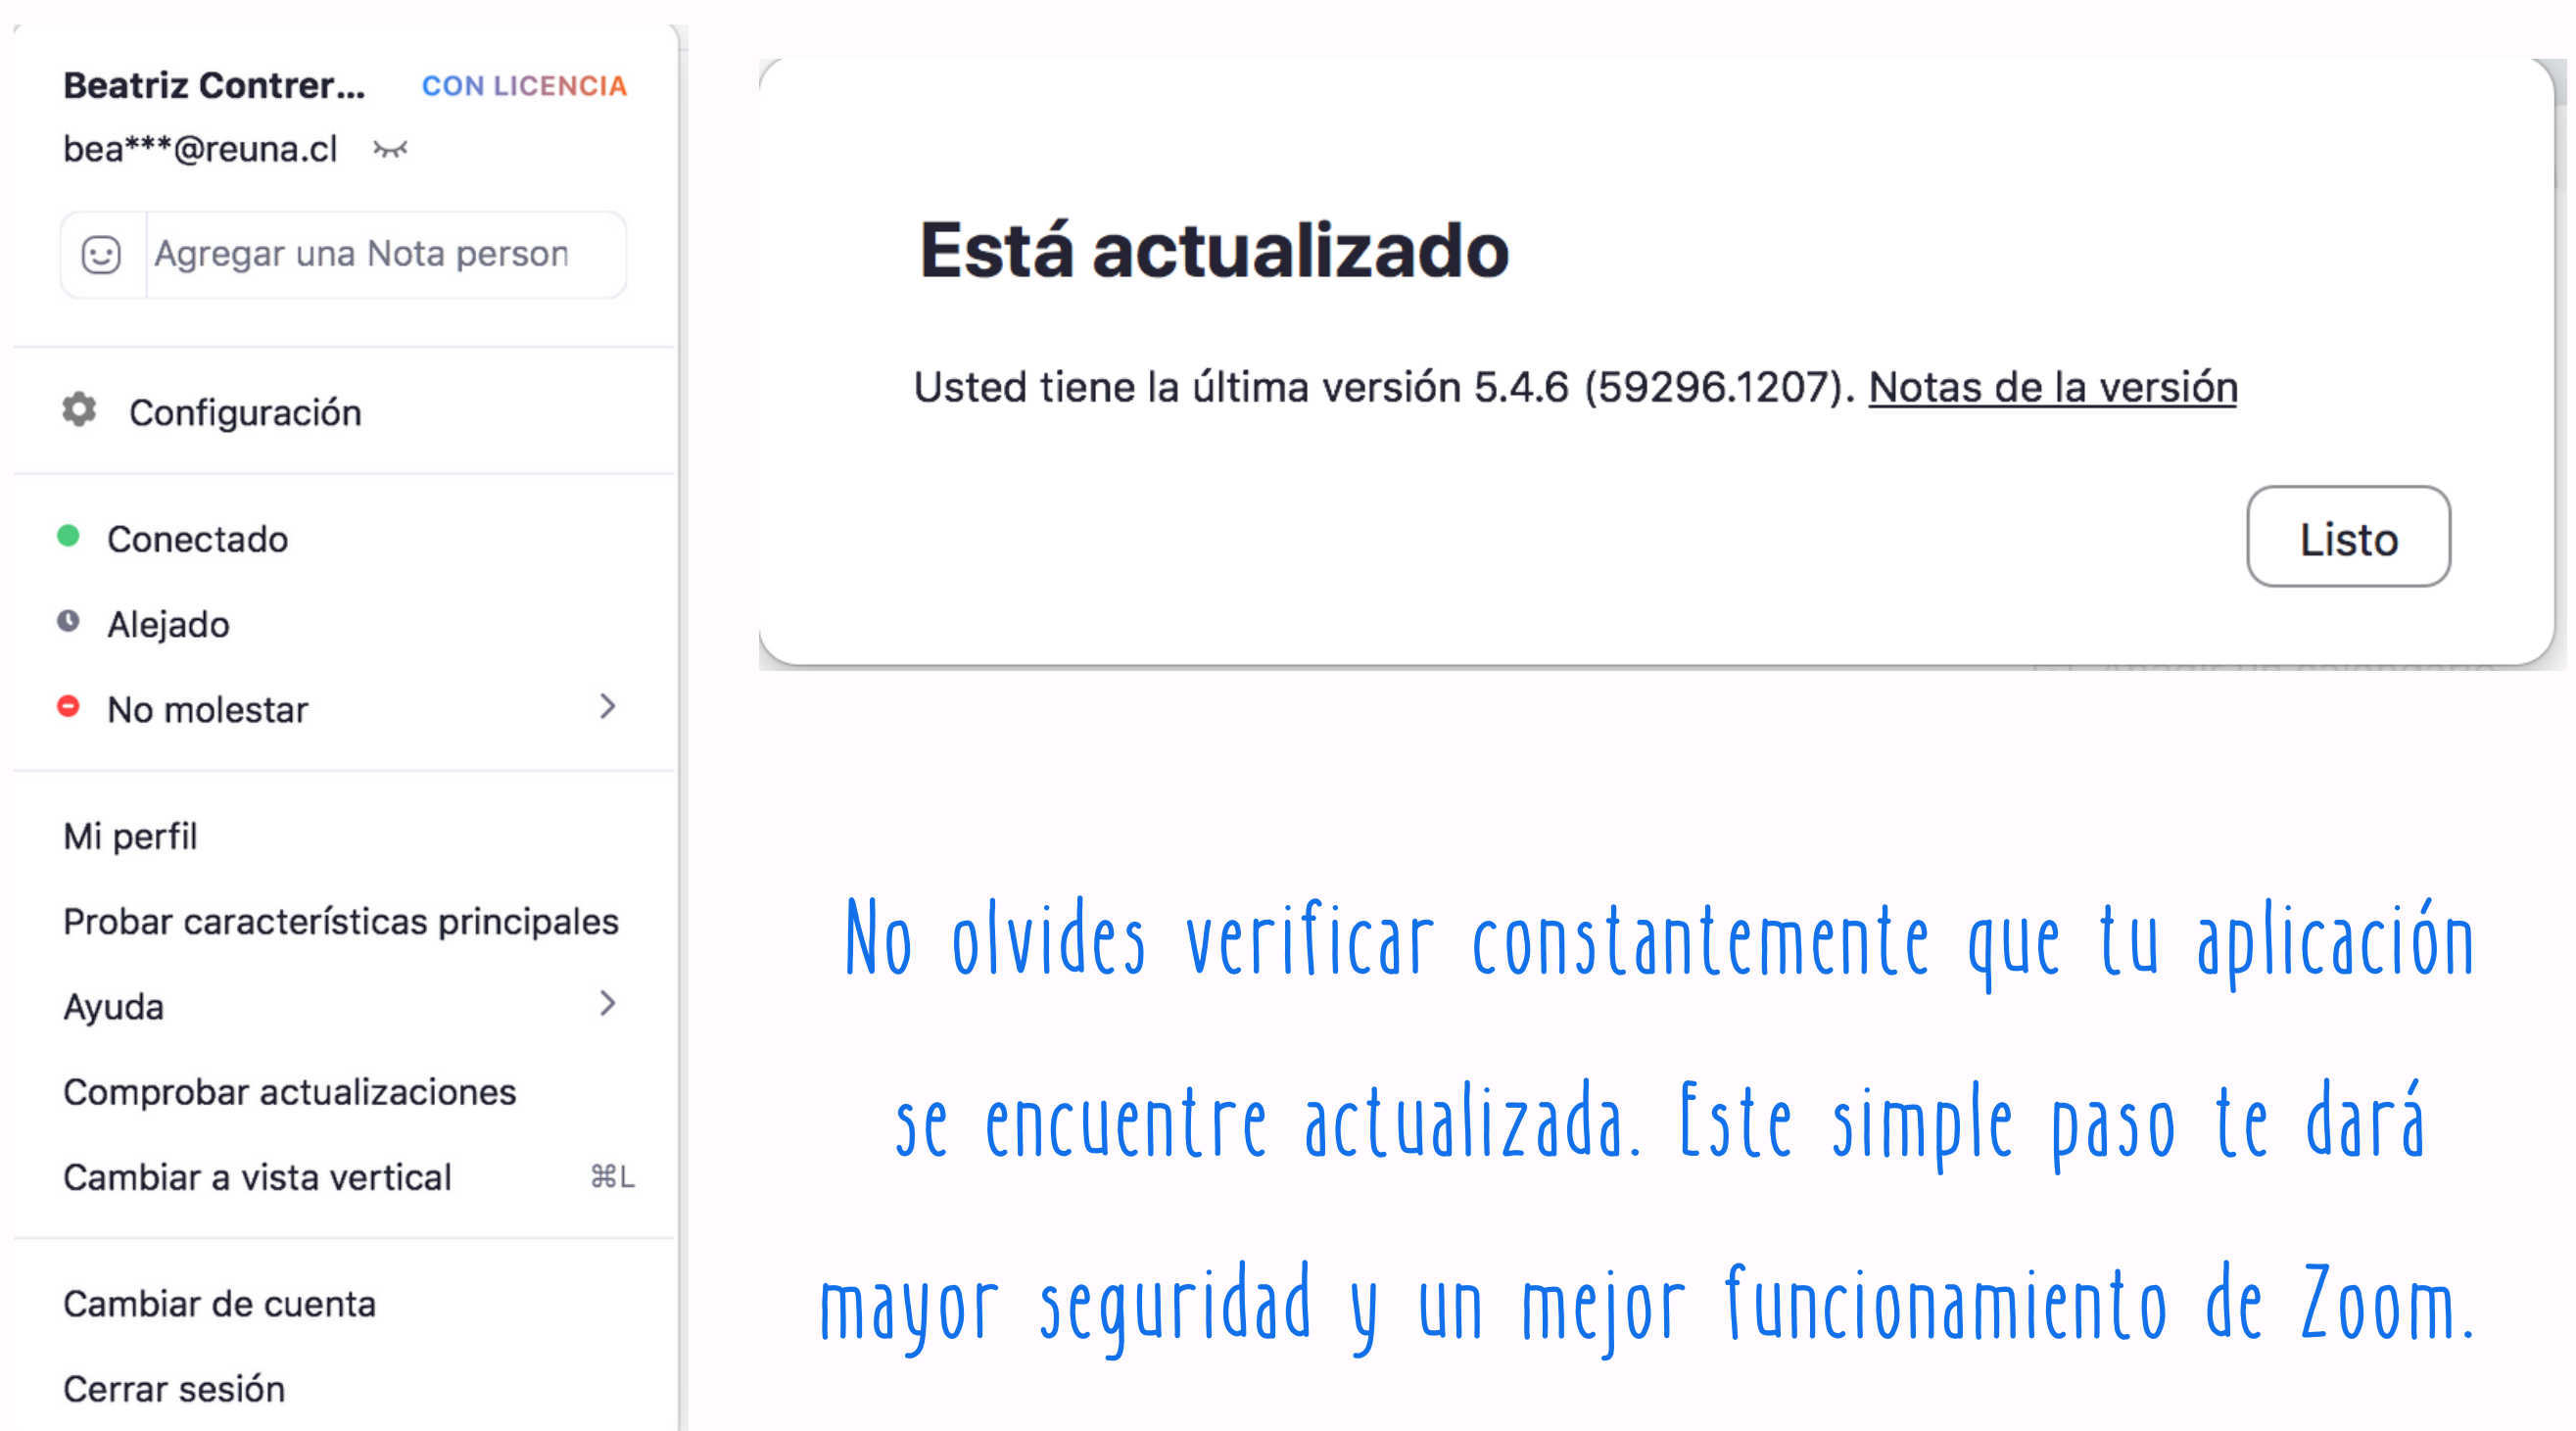 Beatriz Contrer... CON LICENCIA
bea***@reuna.cl
Agregar una Nota person
Configuración
Conectado
Alejado
No molestar
Mi perfil
Probar características principales
Ayuda
Comprobar actualizaciones
Cambiar a vista vertical ⌘L
Cambiar de cuenta
Cerrar sesión
Está actualizado
Usted tiene la última versión 5.4.6 (59296.1207). Notas de la versión
Listo
No olvides verificar constantemente que tu aplicación
se encuentre actualizada. Este simple paso te dará
mayor seguridad y un mejor funcionamiento de Zoom.